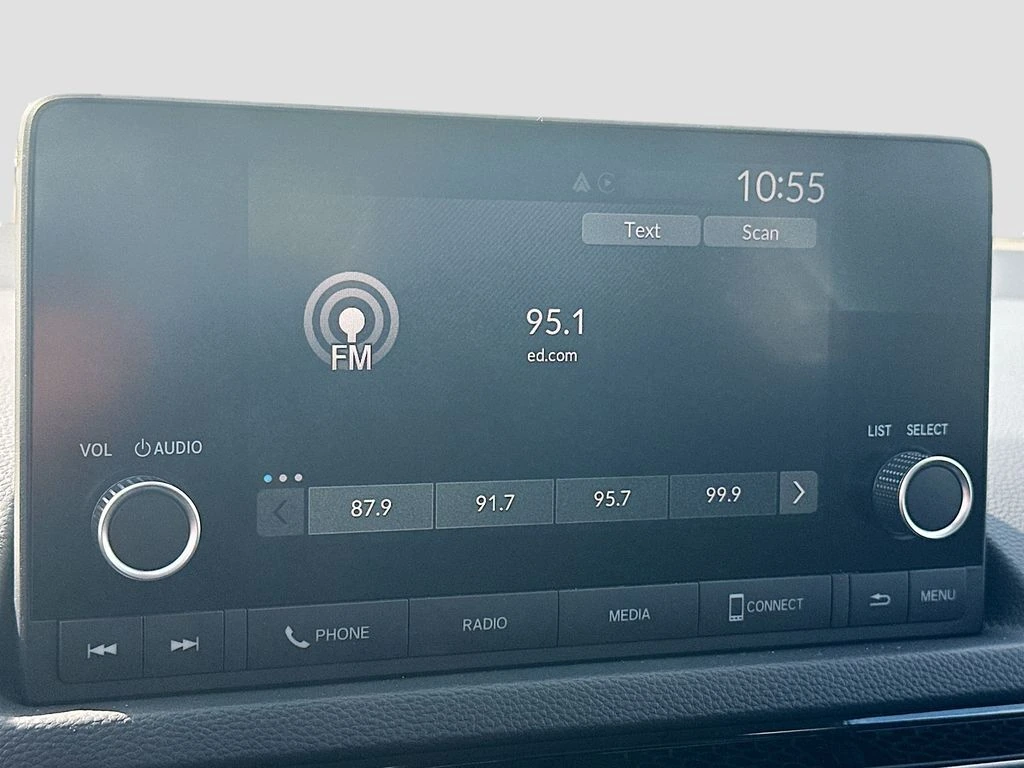 10:55
Text Scan
95.1
FM
ed.com
VOL AUDIO
LIST SELECT
87.9 91.7 95.7 99.9
PHONE RADIO MEDIA CONNECT MENU